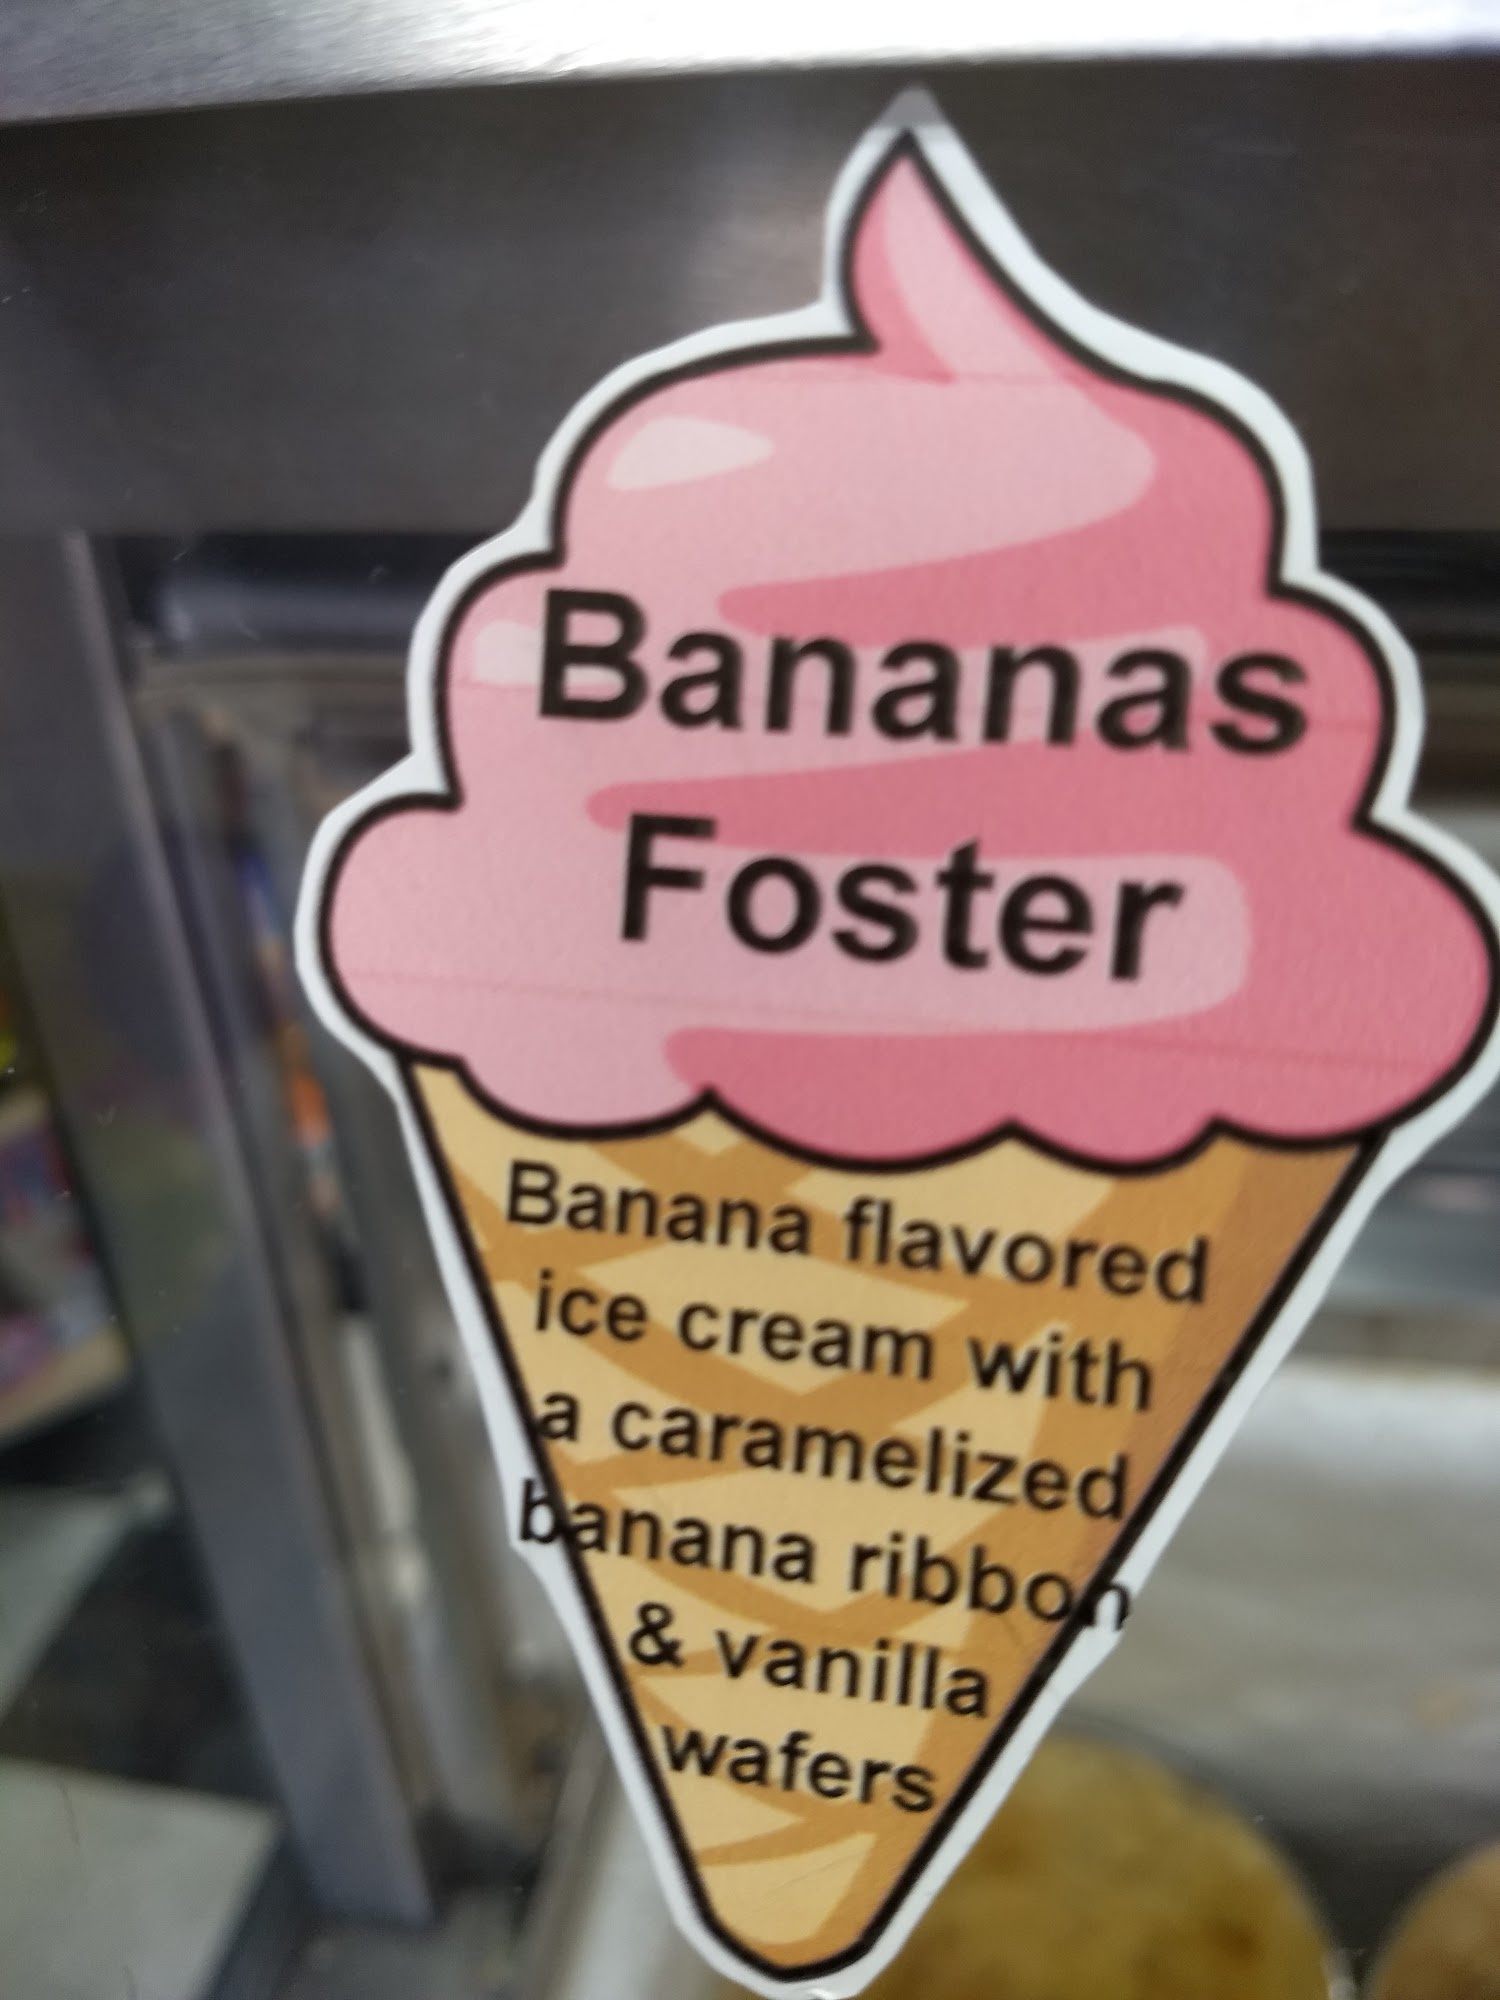 Bananas
Foster
Banana flavored
ice cream with
a caramelized
banana ribbon
& vanilla
wafers